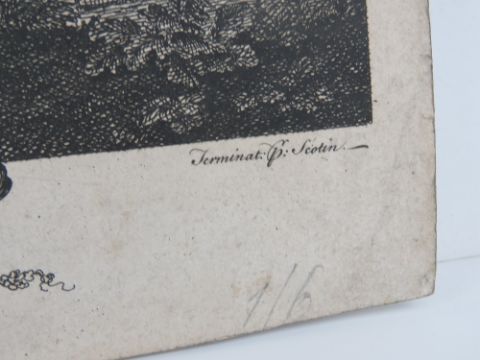 Terminat: G: Scotin.
1/6